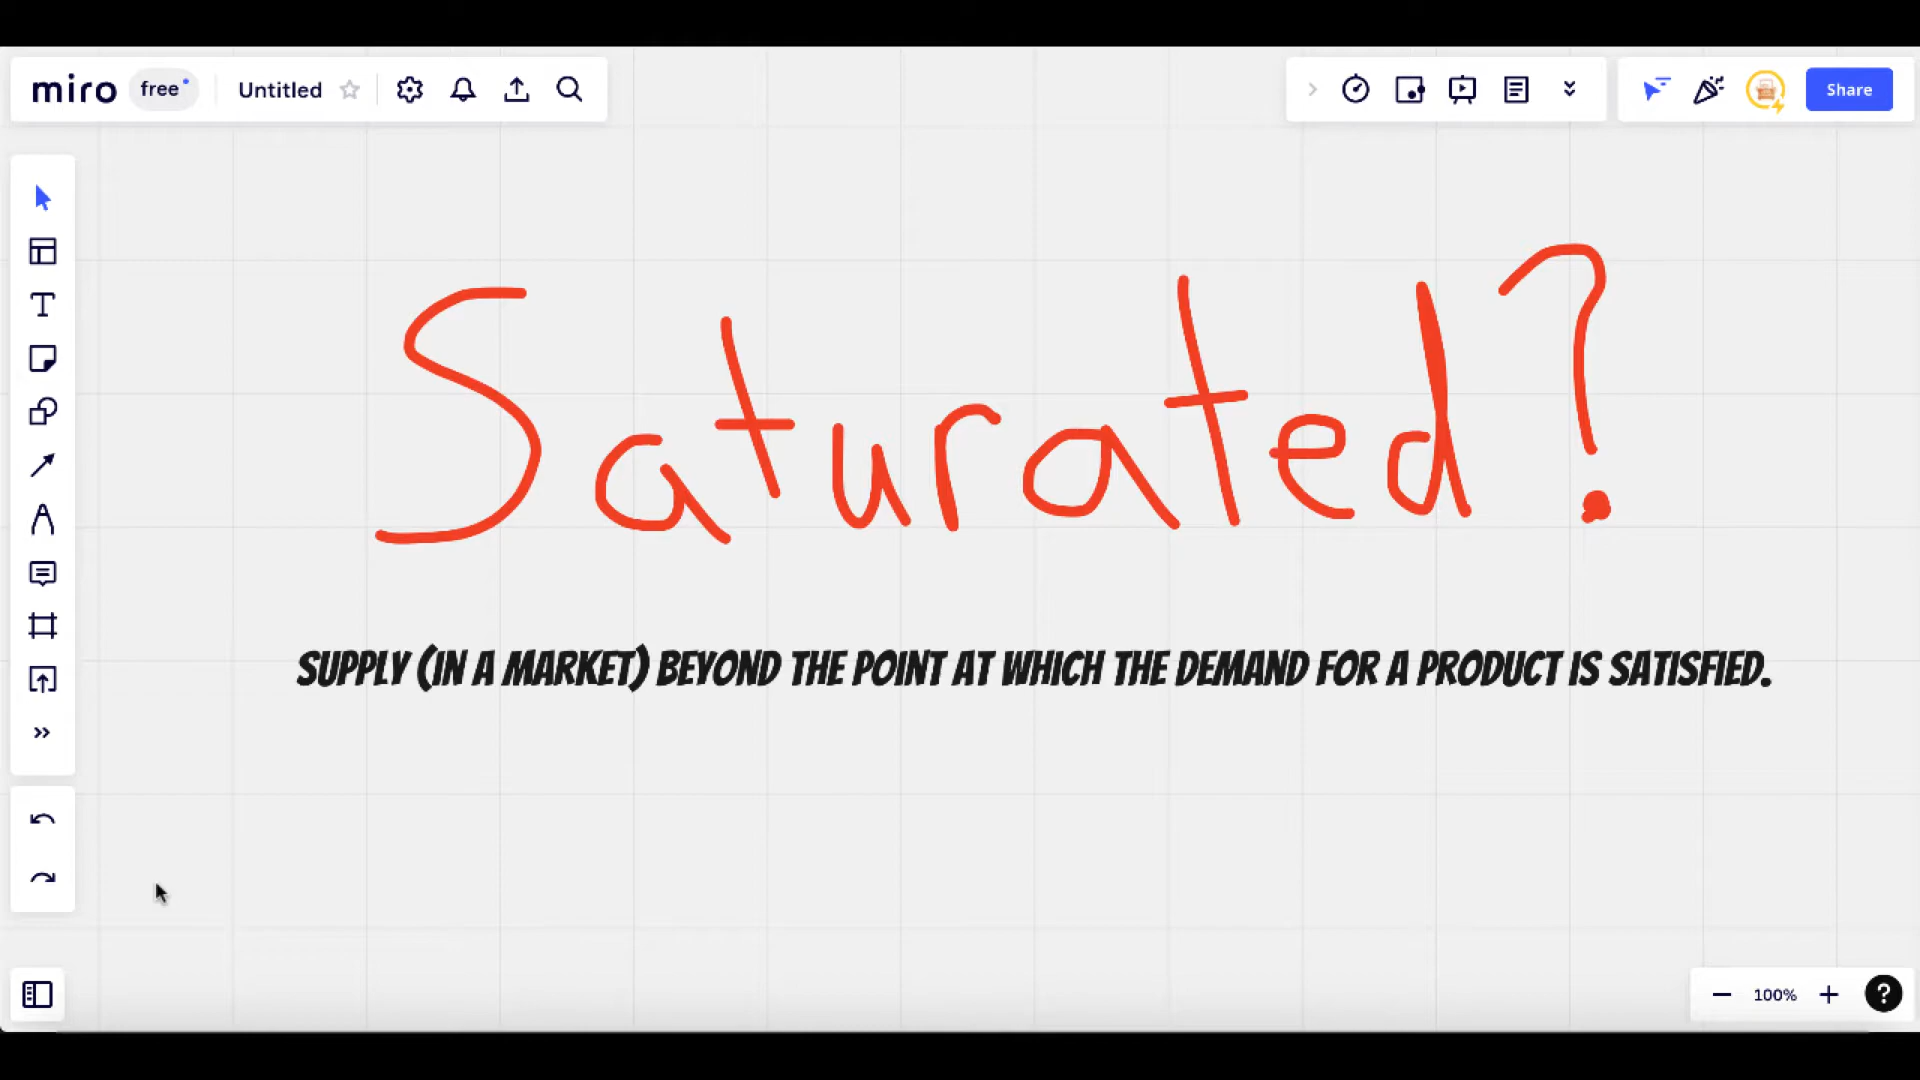 miro free Untitled Share
Saturated?
SUPPLY (IN A MARKET) BEYOND THE POINT AT WHICH THE DEMAND FOR A PRODUCT IS SATISFIED.
100% ?